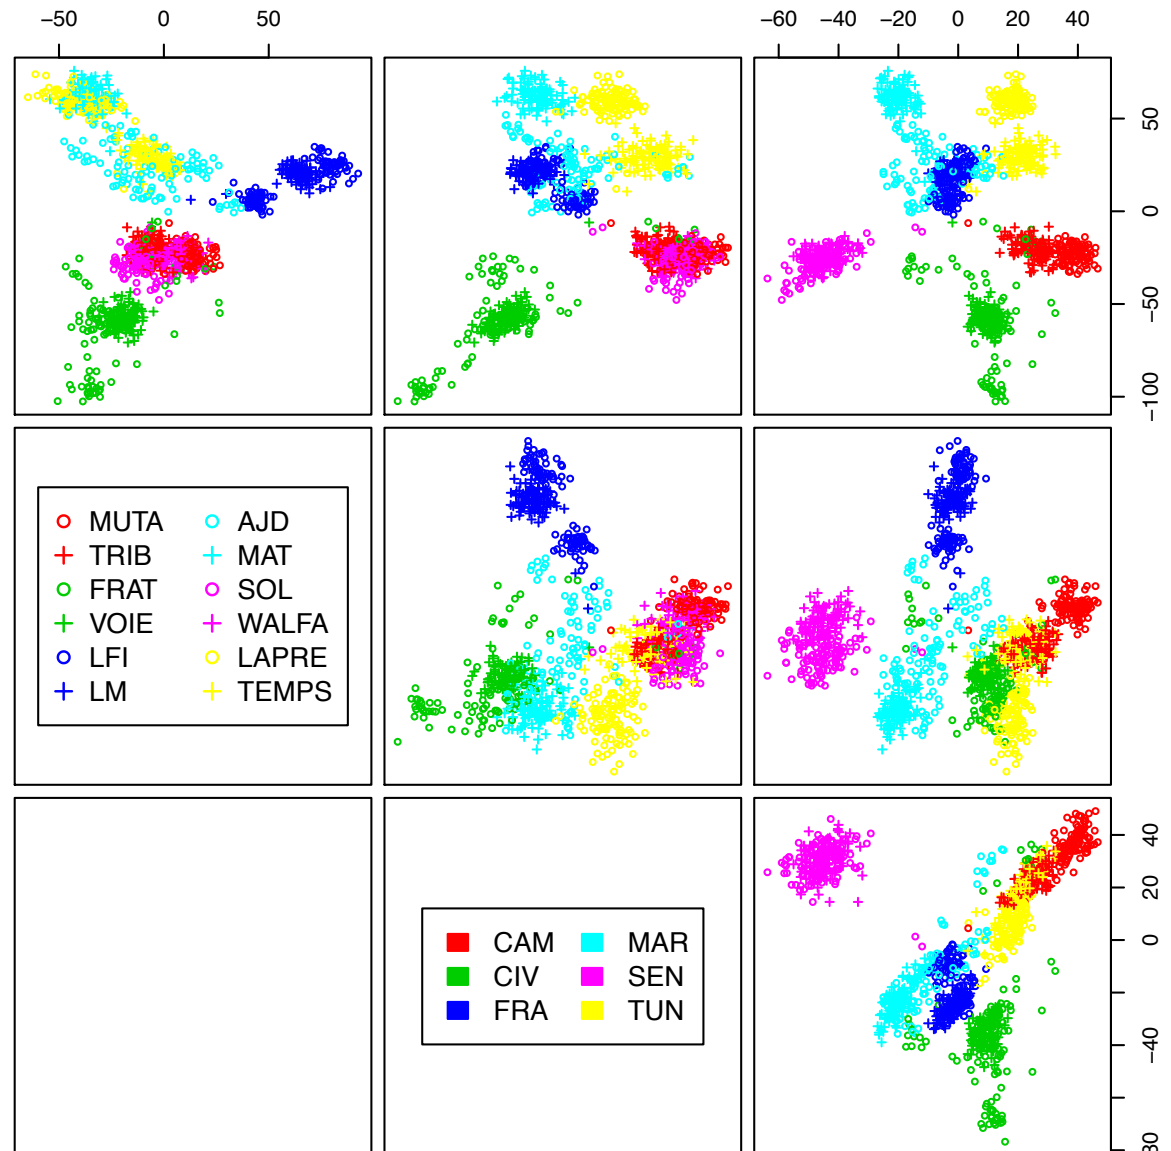 −50 0 50 −60 −40 −20 0 20 40
50
0
−50
−100
MUTA AJD
TRIB MAT
FRAT SOL
VOIE WALFA
LFI LAPRE
LM TEMPS
40
20
0
−40
CAM MAR
CIV SEN
FRA TUN